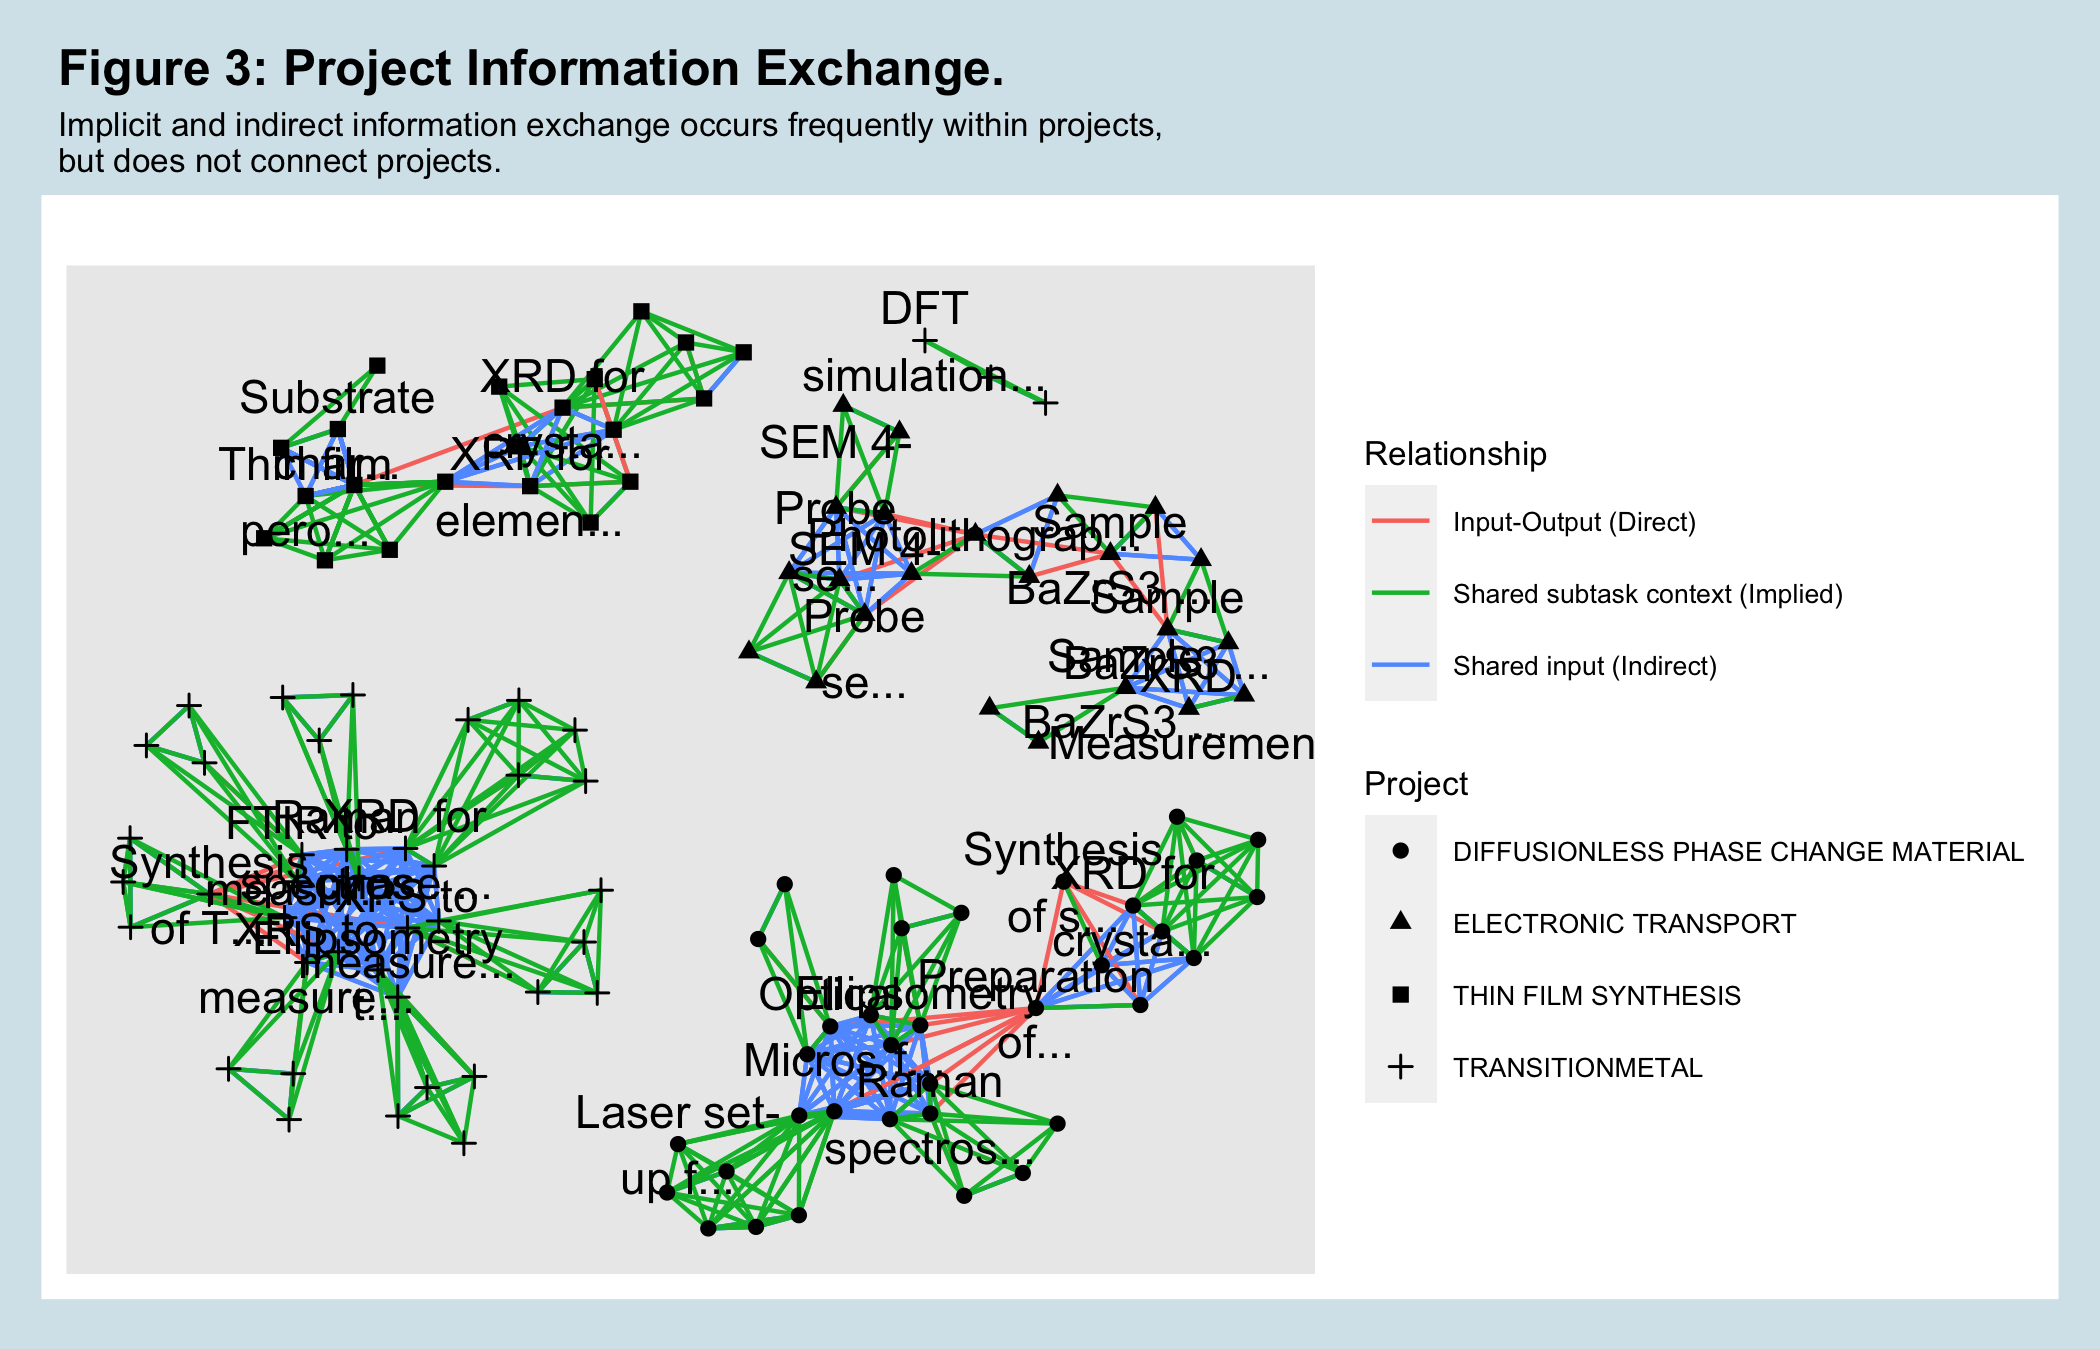 Figure 3: Project Information Exchange.
Implicit and indirect information exchange occurs frequently within projects,
but does not connect projects.
DFT
simulation...
Substrate
XRD for
crysta...
Thin film
pero...
XRF for
elemen...
SEM 4-
Probe
se...
Photolithograp...
SEM 4-
Probe
se...
Sample
BaZrS3 ...
Sample
BaZrS3 ...
Sample
BaZrS3 ...
XRD
Measuremen
FTIR to
measure...
Raman for
XRD
Synthesis
of T...
XPS to
measure...
XRS to
measure...
Ellipsometry
t...
Synthesis
of s...
XRD for
crysta...
Preparation
of...
Optical
Micros f...
Ellipsometry
f...
Raman
spectros...
Laser set-
up f...
Relationship
Input-Output (Direct)
Shared subtask context (Implied)
Shared input (Indirect)
Project
DIFFUSIONLESS PHASE CHANGE MATERIAL
ELECTRONIC TRANSPORT
THIN FILM SYNTHESIS
TRANSITIONMETAL